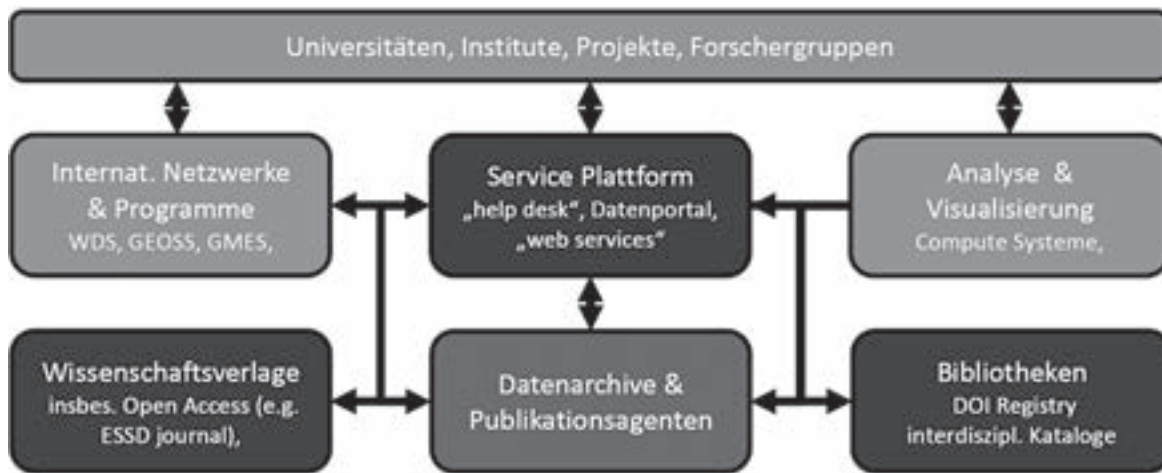 Universitäten, Institute, Projekte, Forschergruppen
Internat. Netzwerke
& Programme
WDS, GEOSS, GMES,
Service Plattform
„help desk“, Datenportal,
„web services“
Analyse &
Visualisierung
Compute Systeme,
Wissenschaftsverlage
insbes. Open Access (e.g.
ESSD journal),
Datenarchive &
Publikationsagenten
Bibliotheken
DOI Registry
interdiszipl. Kataloge